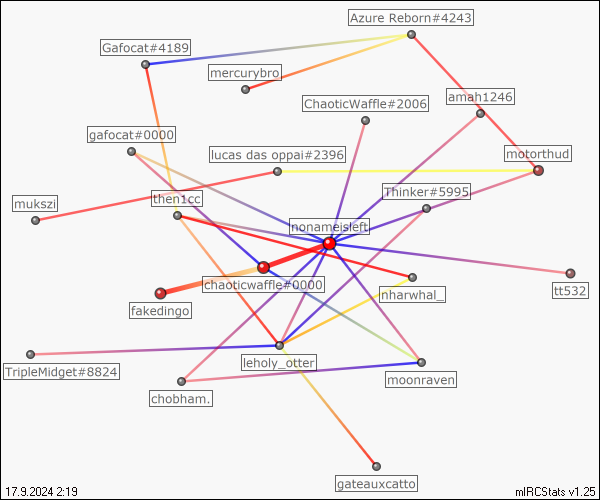 Azure Reborn#4243
Gafocat#4189
mercurybro
ChaoticWaffle#2006
amah1246
gafocat#0000
lucas das oppai#2396
motorthud
Thinker#5995
mukszi
then1cc
nonameisleft
chaoticwaffle#0000
tt532
nharwhal_
fakedingo
leholy_otter
TripleMidget#8824
moonraven
chobham.
gateauxcatto
17.9.2024 2:19
mIRCStats v1.25